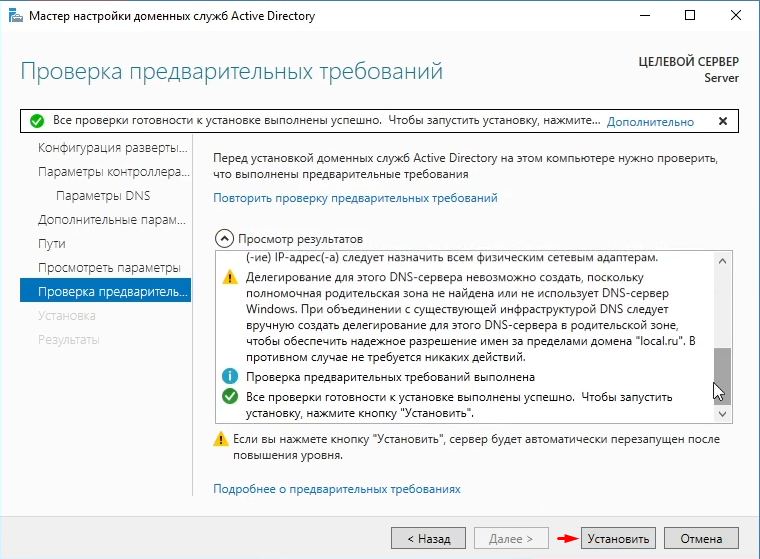 Мастер настройки доменных служб Active Directory
Проверка предварительных требований
ЦЕЛЕВОЙ СЕРВЕР
Server
Все проверки готовности к установке выполнены успешно. Чтобы запустить установку, нажмите... Дополнительно
Конфигурация разверты...
Параметры контроллера...
Параметры DNS
Дополнительные парам...
Пути
Просмотреть параметры
Проверка предваритель...
Установка
Результаты
Перед установкой доменных служб Active Directory на этом компьютере нужно проверить,
что выполнены предварительные требования
Повторить проверку предварительных требований
Просмотр результатов
(-ие) IP-адрес(-а) следует назначить всем физическим сетевым адаптерам.
Делегирование для этого DNS-сервера невозможно создать, поскольку
полномочная родительская зона не найдена или не использует DNS-сервер
Windows. При объединении с существующей инфраструктурой DNS следует
вручную создать делегирование для этого DNS-сервера в родительской зоне,
чтобы обеспечить надежное разрешение имен за пределами домена "local.ru". В
противном случае не требуется никаких действий.
Проверка предварительных требований выполнена
Все проверки готовности к установке выполнены успешно. Чтобы запустить
установку, нажмите кнопку "Установить".
Если вы нажмете кнопку "Установить", сервер будет автоматически перезапущен после
повышения уровня.
Подробнее о предварительных требованиях
< Назад
Далее >
Установить
Отмена